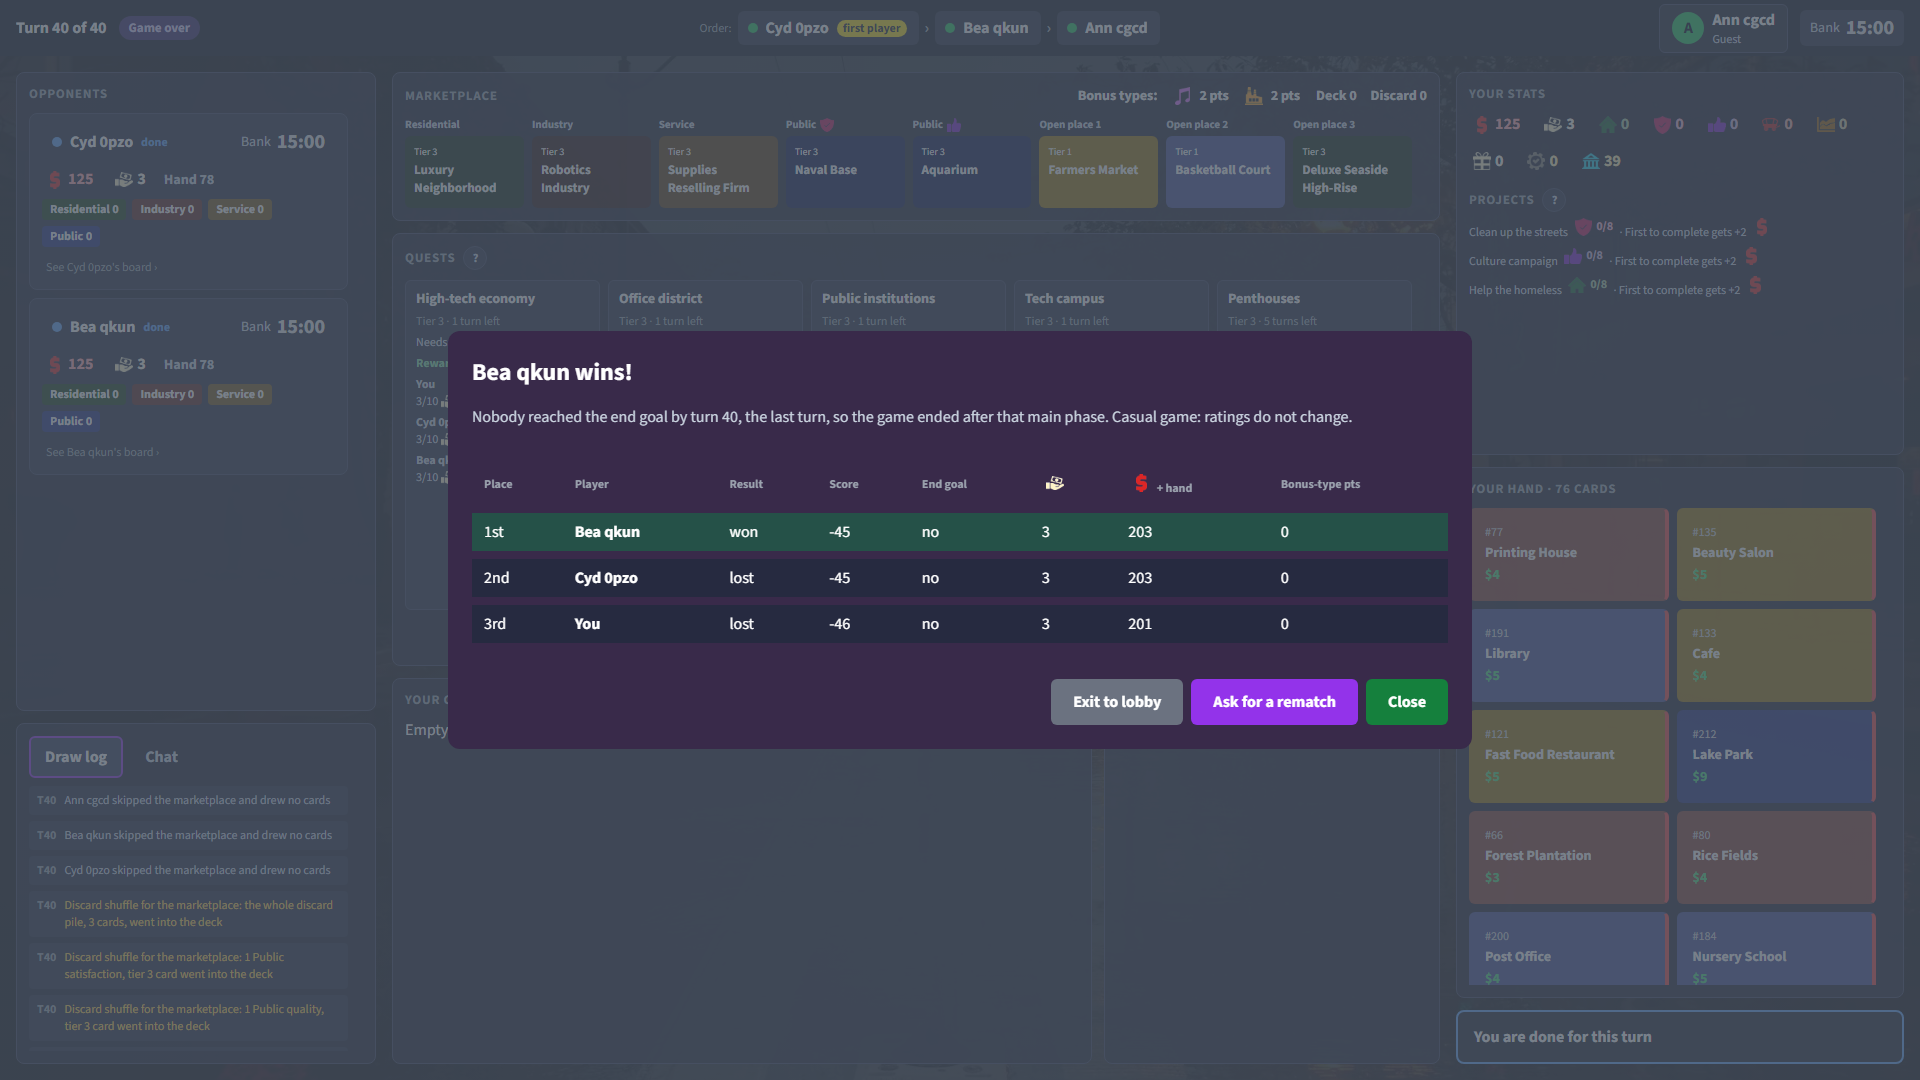 Turn 40 of 40 Game over
Order: Cyd 0pzo first player › Bea qkun › Ann cgcd
A Ann cgcd
Guest
Bank 15:00
OPPONENTS
Cyd 0pzo done Bank 15:00
125 3 Hand 78
Residential 0 Industry 0 Service 0
Public 0
See Cyd 0pzo's board ›
Bea qkun done Bank 15:00
125 3 Hand 78
Residential 0 Industry 0 Service 0
Public 0
See Bea qkun's board ›
MARKETPLACE
Bonus types: 2 pts 2 pts Deck 0 Discard 0
Residential
Tier 3
Luxury
Neighborhood
Industry
Tier 3
Robotics
Industry
Service
Tier 3
Supplies
Reselling Firm
Public
Tier 3
Naval Base
Public
Tier 3
Aquarium
Open place 1
Tier 1
Farmers Market
Open place 2
Tier 1
Basketball Court
Open place 3
Tier 3
Deluxe Seaside
High-Rise
QUESTS ?
High-tech economy
Tier 3 · 1 turn left
Needs
Rewar
You
3/10
Cyd 0p
3/10
Bea q
3/10
Office district
Tier 3 · 1 turn left
Public institutions
Tier 3 · 1 turn left
Tech campus
Tier 3 · 1 turn left
Penthouses
Tier 3 · 5 turns left
Bea qkun wins!
Nobody reached the end goal by turn 40, the last turn, so the game ended after that main phase. Casual game: ratings do not change.
Place Player Result Score End goal + hand Bonus-type pts
1st Bea qkun won -45 no 3 203 0
2nd Cyd 0pzo lost -45 no 3 203 0
3rd You lost -46 no 3 201 0
Exit to lobby Ask for a rematch Close
YOUR C
Empty
YOUR STATS
125 3 0 0 0 0 0
0 0 39
PROJECTS ?
Clean up the streets 0/8 · First to complete gets +2
Culture campaign 0/8 · First to complete gets +2
Help the homeless 0/8 · First to complete gets +2
YOUR HAND · 76 CARDS
#77
Printing House
$4
#135
Beauty Salon
$5
#191
Library
$5
#133
Cafe
$4
#121
Fast Food Restaurant
$5
#212
Lake Park
$9
#66
Forest Plantation
$3
#80
Rice Fields
$4
#200
Post Office
$4
#184
Nursery School
$5
You are done for this turn
Draw log Chat
T40 Ann cgcd skipped the marketplace and drew no cards
T40 Bea qkun skipped the marketplace and drew no cards
T40 Cyd 0pzo skipped the marketplace and drew no cards
T40 Discard shuffle for the marketplace: the whole discard
pile, 3 cards, went into the deck
T40 Discard shuffle for the marketplace: 1 Public
satisfaction, tier 3 card went into the deck
T40 Discard shuffle for the marketplace: 1 Public quality,
tier 3 card went into the deck